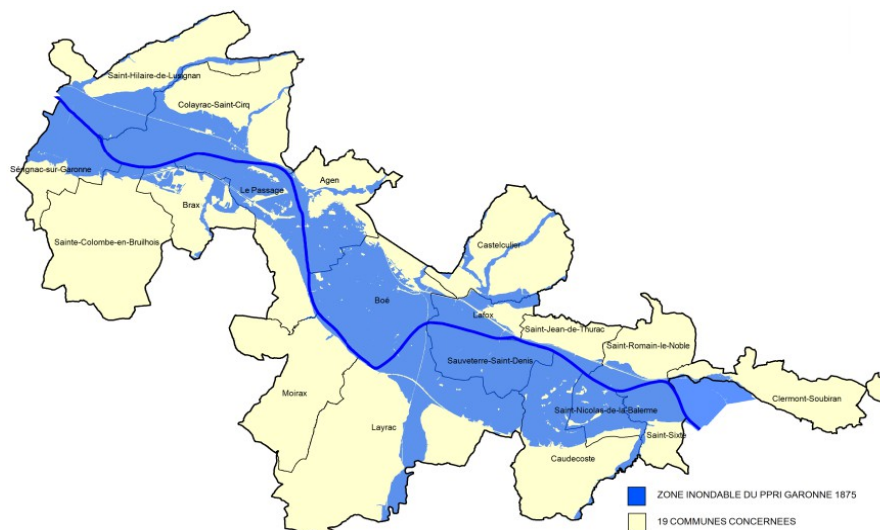 Saint-Hilaire-de-Lusignan
Colayrac-Saint-Cirq
Sérignac-sur-Garonne
Agen
Le Passage
Brax
Sainte-Colombe-en-Bruilhois
Castelculier
Boé
Lafox
Saint-Jean-de-Thurac
Saint-Romain-le-Noble
Sauveterre-Saint-Denis
Moirax
Clermont-Soubiran
Saint-Nicolas-de-la-Balerme
Layrac
Saint-Sixte
Caudecoste
ZONE INONDABLE DU PPRI GARONNE 1875
19 COMMUNES CONCERNEES